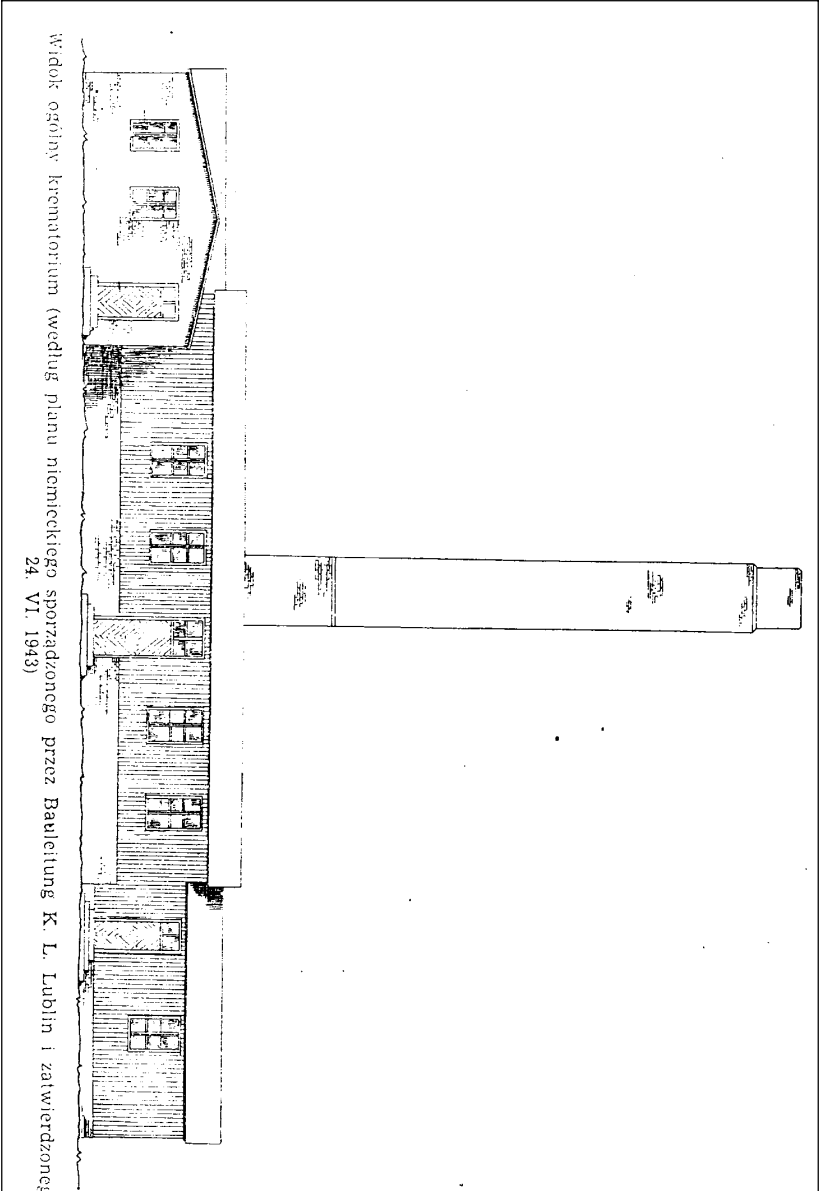 Widok ogólny krematorium (według planu niemieckiego sporządzonego przez Bauleitung K. L. Lublin i zatwierdzoneg
24. VI. 1943)